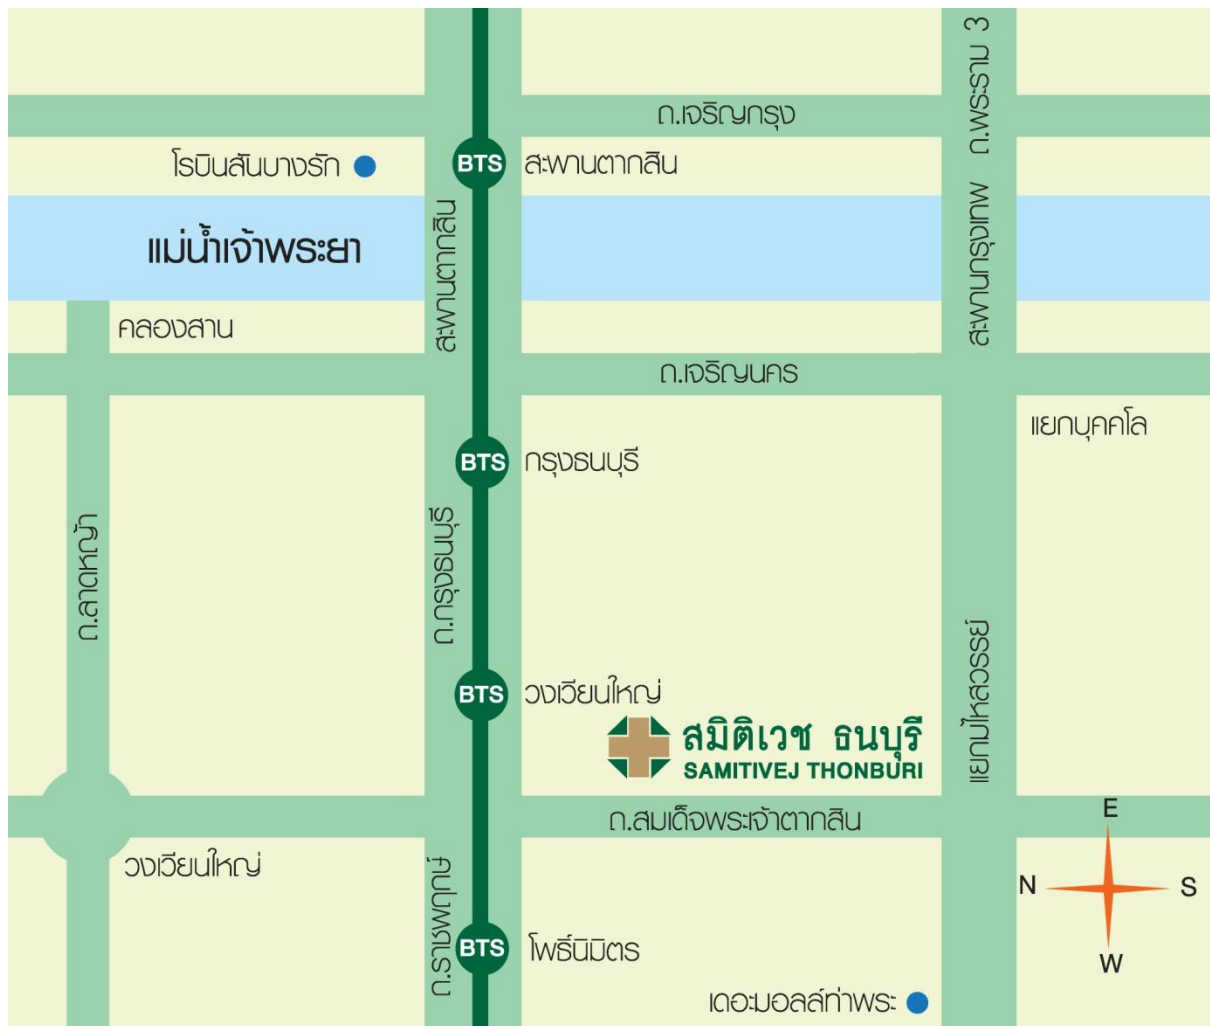 ถ.พระราม 3
ถ.เจริญกรุง
โรบินสันบางรัก
BTS
สะพานตากสิน
สะพานตากสิน
สะพานกรุงเทพ
แม่น้ำเจ้าพระยา
คลองสาน
ถ.เจริญนคร
แยกบุคคโล
BTS
กรุงธนบุรี
ถ.ลาดหญ้า
ถ.กรุงธนบุรี
BTS
วงเวียนใหญ่
แยกมไหสวรรย์
สมิติเวช ธนบุรี
SAMITIVEJ THONBURI
ถ.สมเด็จพระเจ้าตากสิน
วงเวียนใหญ่
E
N
S
W
ถ.ราชพฤกษ์
BTS
โพธิ์นิมิตร
เดอะมอลล์ท่าพระ